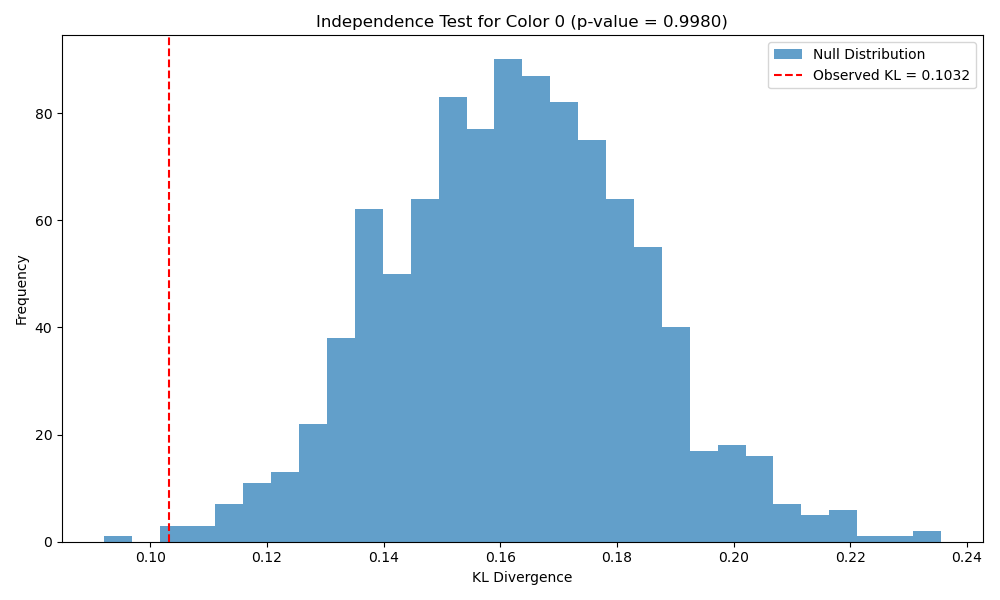 Independence Test for Color 0 (p-value = 0.9980)
Null Distribution
Observed KL = 0.1032
80
60
40
20
0
Frequency
0.10 0.12 0.14 0.16 0.18 0.20 0.22 0.24
KL Divergence